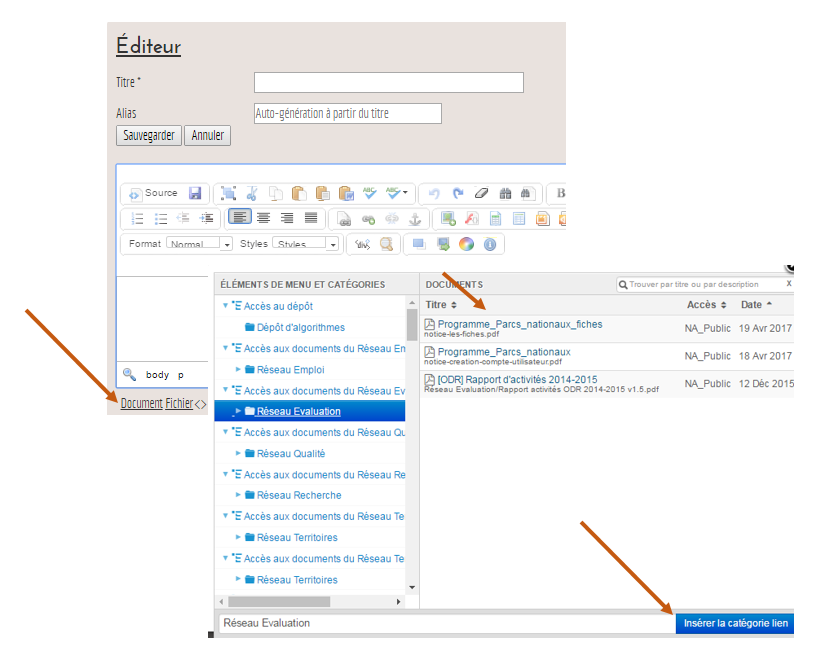 Éditeur
Titre *
Alias
Auto-génération à partir du titre
Sauvegarder Annuler
Source
ABC ABC
B
Format Normal Styles Styles
body p
Document Fichier <>
ÉLÉMENTS DE MENU ET CATÉGORIES
Accès au dépôt
Dépôt d'algorithmes
Accès aux documents du Réseau En
Réseau Emploi
Accès aux documents du Réseau Ev
Réseau Evaluation
Accès aux documents du Réseau Qu
Réseau Qualité
Accès aux documents du Réseau Re
Réseau Recherche
Accès aux documents du Réseau Te
Réseau Territoires
Accès aux documents du Réseau Te
Réseau Territoires
DOCUMENTS
Trouver par titre ou par description X
Titre Accès Date
Programme_Parcs_nationaux_fiches NA_Public 19 Avr 2017
notice-les-fiches.pdf
Programme_Parcs_nationaux NA_Public 18 Avr 2017
notice-creation-compte-utilisateur.pdf
[ODR] Rapport d'activités 2014-2015 NA_Public 12 Déc 2015
Réseau Evaluation/Rapport activités ODR 2014-2015 v1.5.pdf
Réseau Evaluation
Insérer la catégorie lien